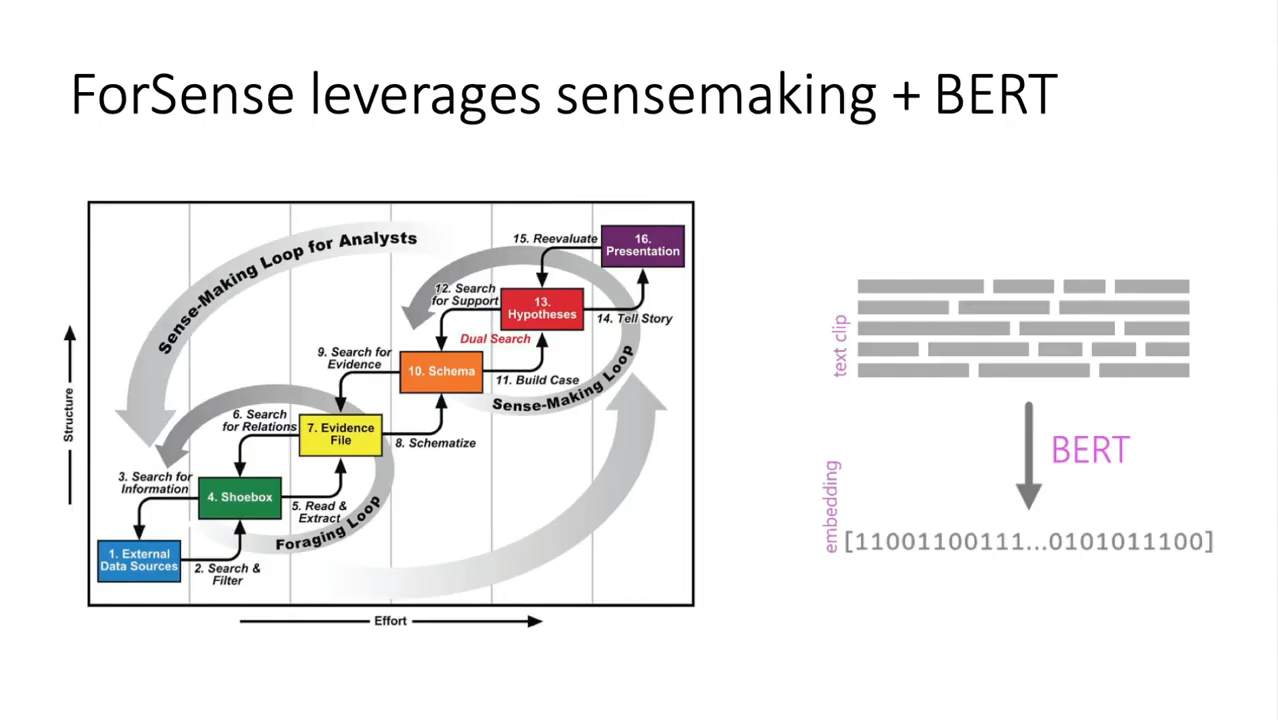 ForSense leverages sensemaking + BERT
Sense-Making Loop for Analysts
15. Reevaluate
16.
Presentation
12. Search
for Support
13.
Hypotheses
14. Tell Story
Dual Search
9. Search for
Evidence
10. Schema
11. Build Case
Sense-Making Loop
6. Search
for Relations
7. Evidence
File
8. Schematize
3. Search for
Information
4. Shoebox
5. Read &
Extract
Foraging Loop
1. External
Data Sources
2. Search &
Filter
Structure
Effort
text clip
BERT
embedding
[11001100111...0101011100]